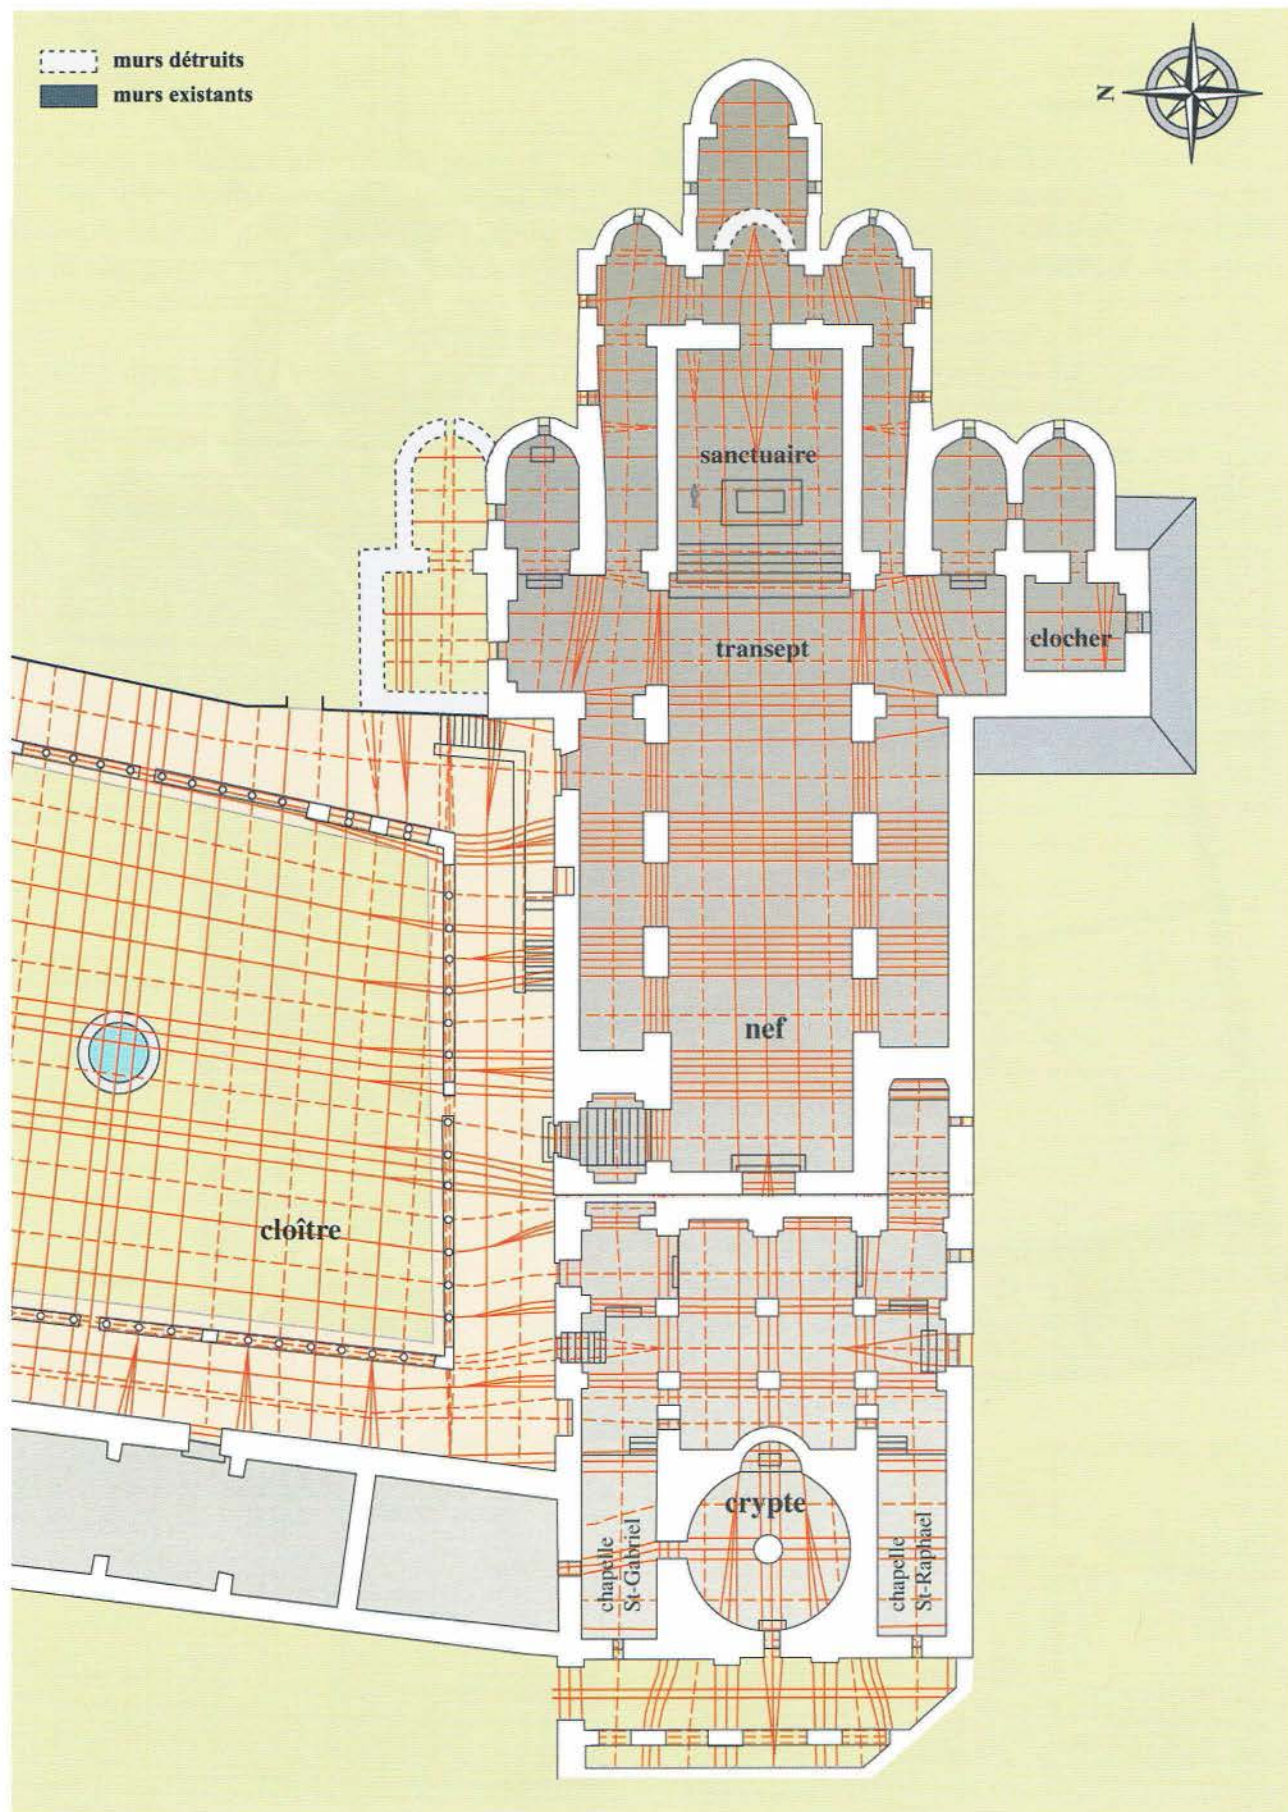 murs détruits
murs existants
N
sanctuaire
transept
clocher
nef
cloître
crypte
chapelle
St-Gabriel
chapelle
St-Raphael